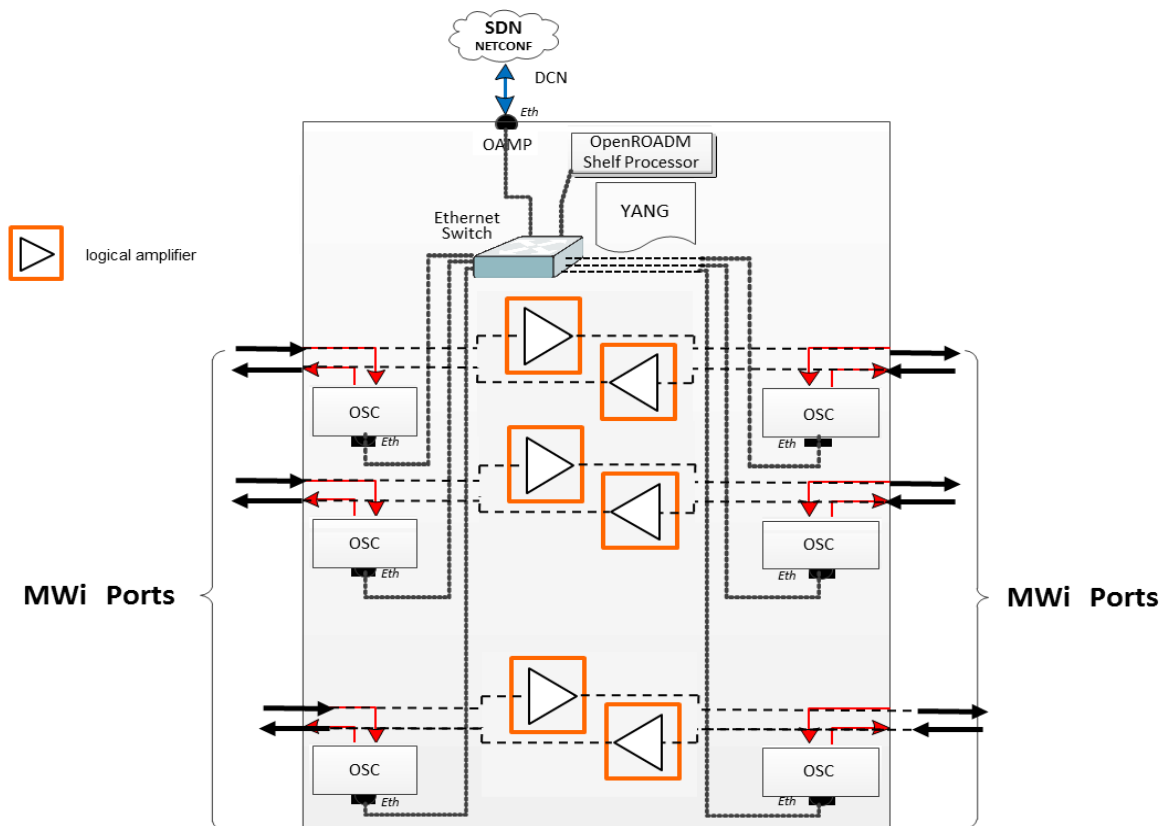 SDN
NETCONF
DCN
Eth
OAMP
OpenROADM
Shelf Processor
YANG
Ethernet
Switch
logical amplifier
OSC
Eth
OSC
Eth
OSC
Eth
OSC
Eth
MWi Ports
MWi Ports
OSC
Eth
OSC
Eth